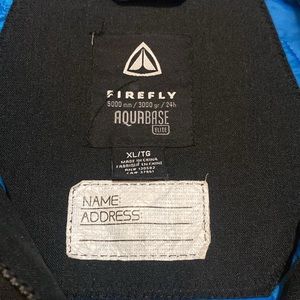 FIREFLY
5000 mm / 3000 gr / 24h
AQUABASE
ELITE
XL/TG
MADE IN CHINA
FABRIQUÉ EN CHINE
NAME:
ADDRESS: